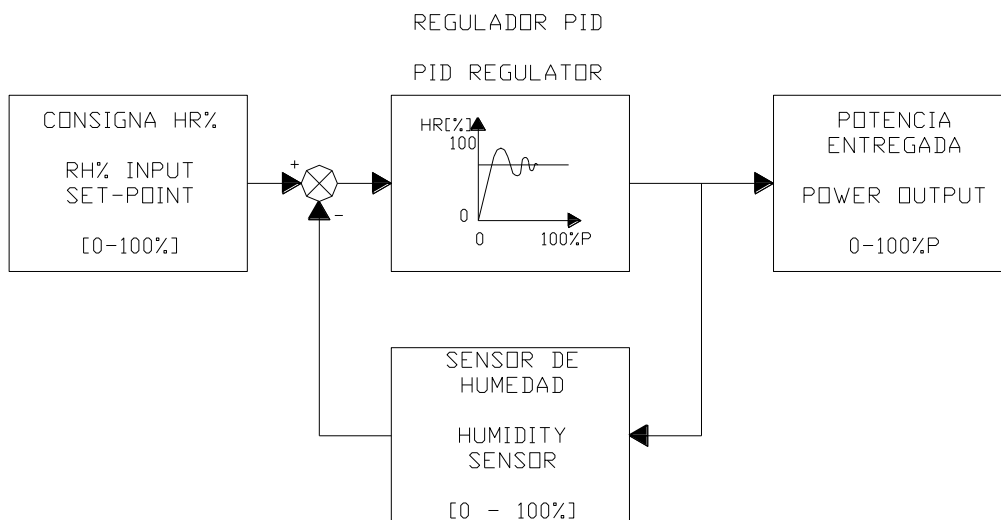 REGULADOR PID
PID REGULATOR
CONSIGNA HR%
RH% INPUT
SET-POINT
[0-100%]
+
-
HR[%]
100
0
0
100%P
POTENCIA
ENTREGADA
POWER OUTPUT
0-100%P
SENSOR DE
HUMEDAD
HUMIDITY
SENSOR
[0 - 100%]